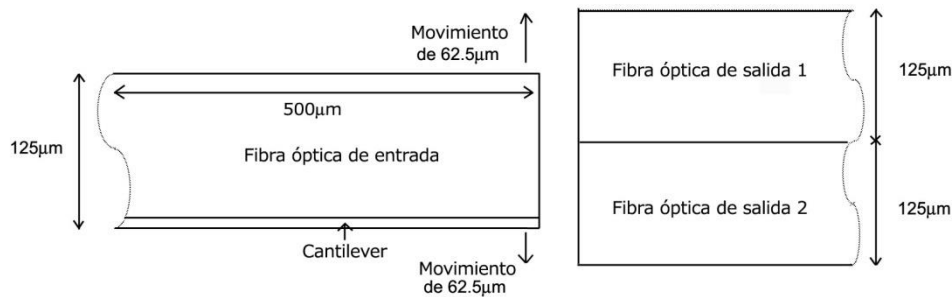 Movimiento
de 62.5μm
500μm
125μm
Fibra óptica de entrada
Cantilever
Movimiento
de 62.5μm
Fibra óptica de salida 1
125μm
Fibra óptica de salida 2
125μm